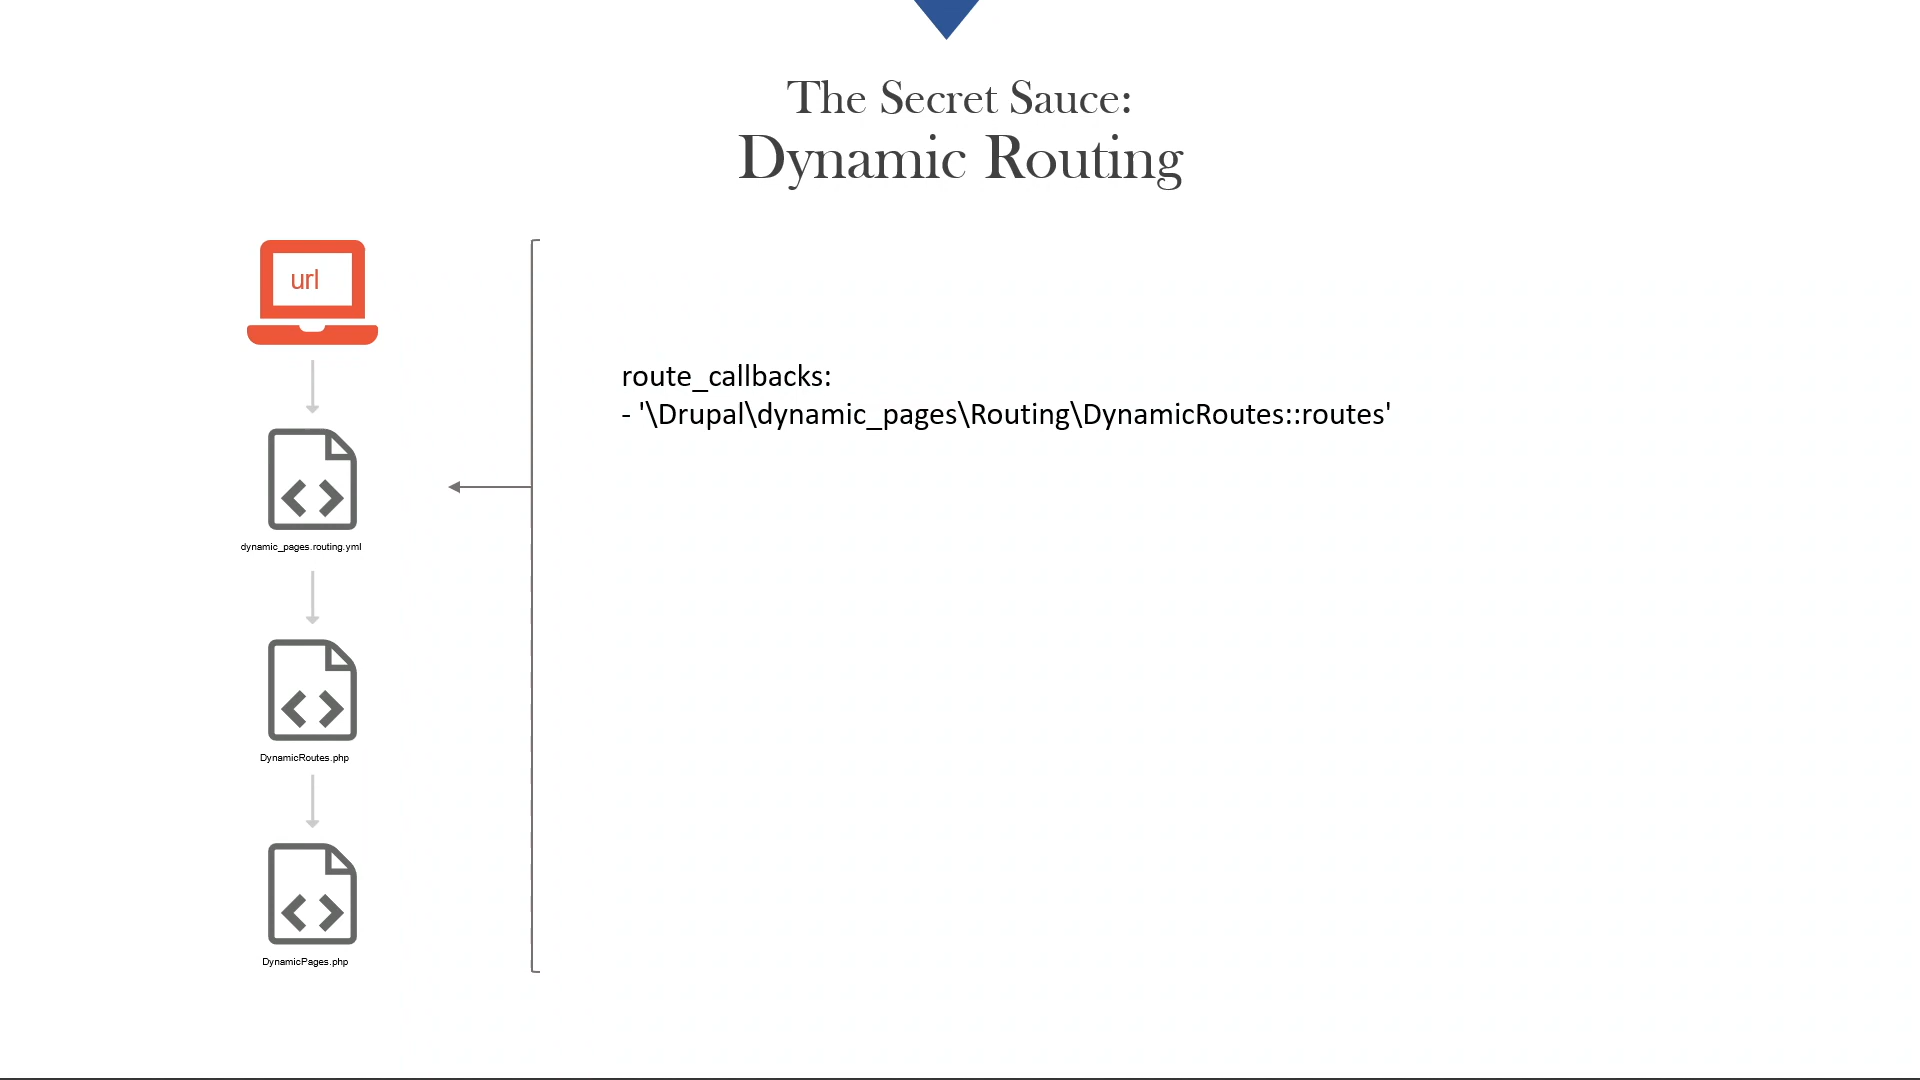 The Secret Sauce:
Dynamic Routing
url
route_callbacks:
- '\Drupal\dynamic_pages\Routing\DynamicRoutes::routes'
dynamic_pages.routing.yml
DynamicRoutes.php
DynamicPages.php